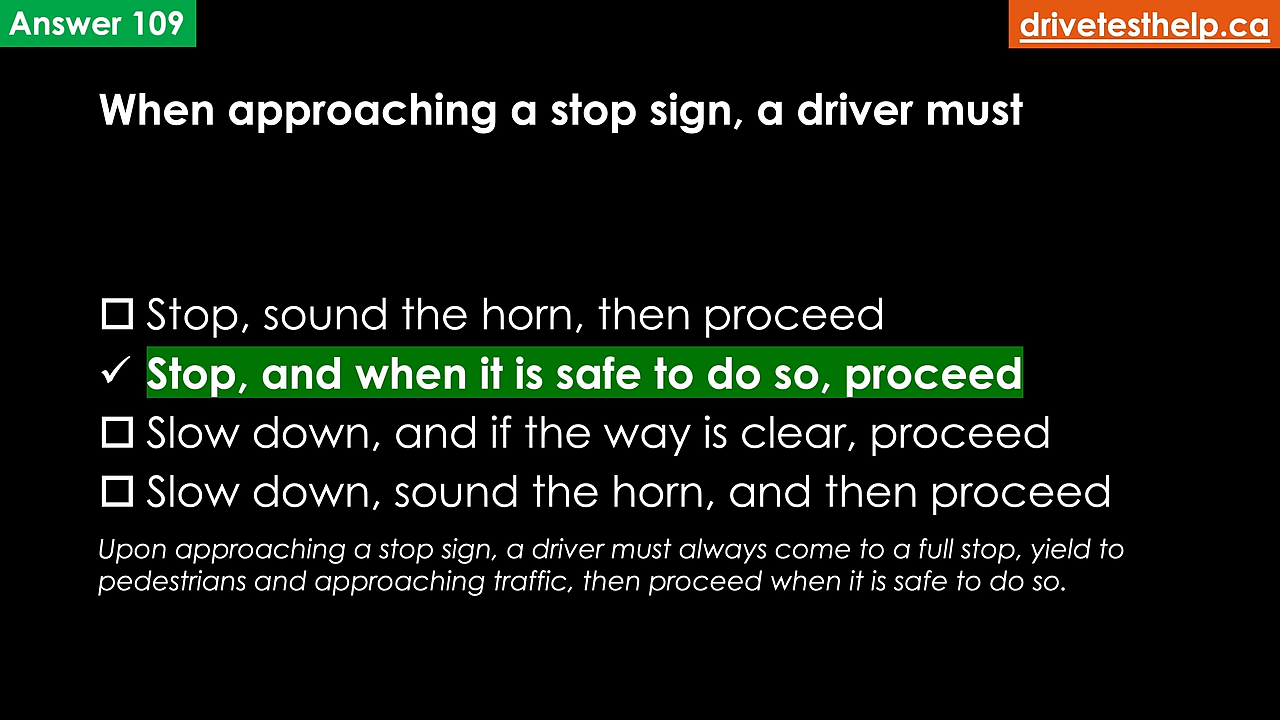 Answer 109
drivetesthelp.ca
When approaching a stop sign, a driver must
☐ Stop, sound the horn, then proceed
✓ Stop, and when it is safe to do so, proceed
☐ Slow down, and if the way is clear, proceed
☐ Slow down, sound the horn, and then proceed
Upon approaching a stop sign, a driver must always come to a full stop, yield to
pedestrians and approaching traffic, then proceed when it is safe to do so.